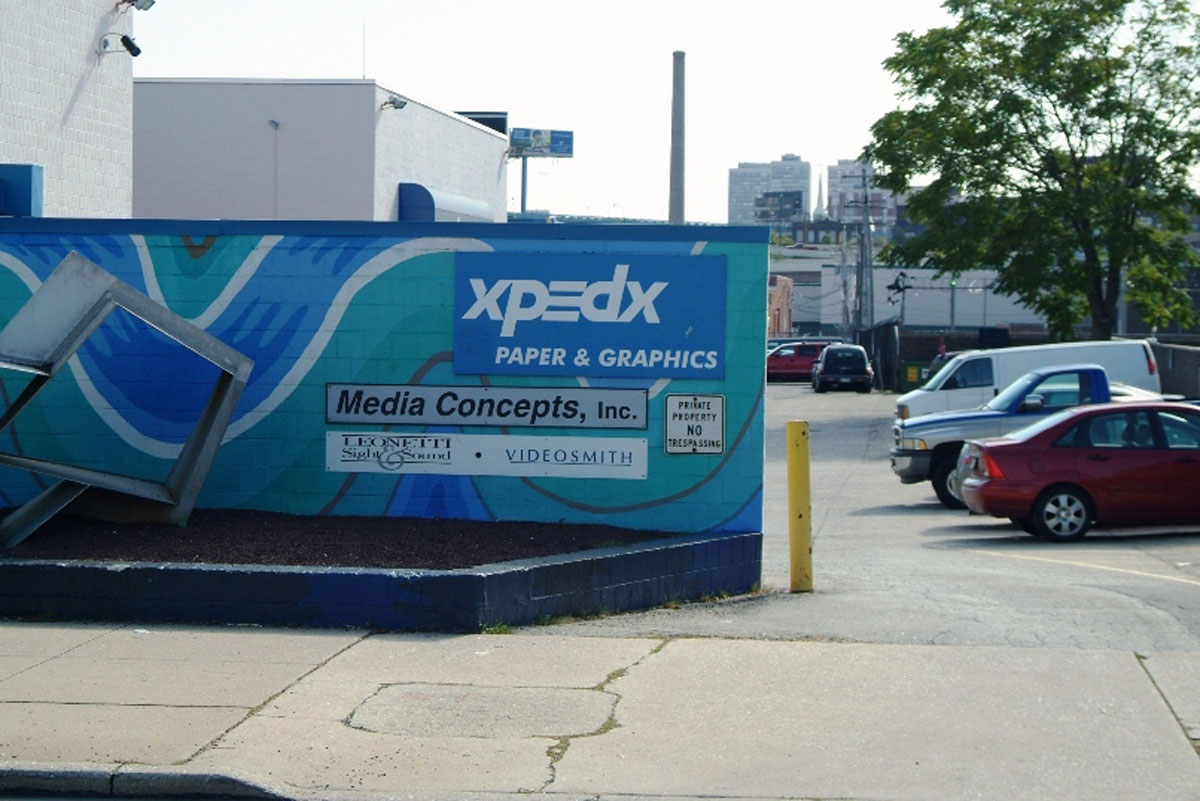 xpedx
PAPER & GRAPHICS
Media Concepts, Inc.
PRIVATE
PROPERTY
NO
TRESPASSING
LEONETTI
Sight & Sound • VIDEOSMITH